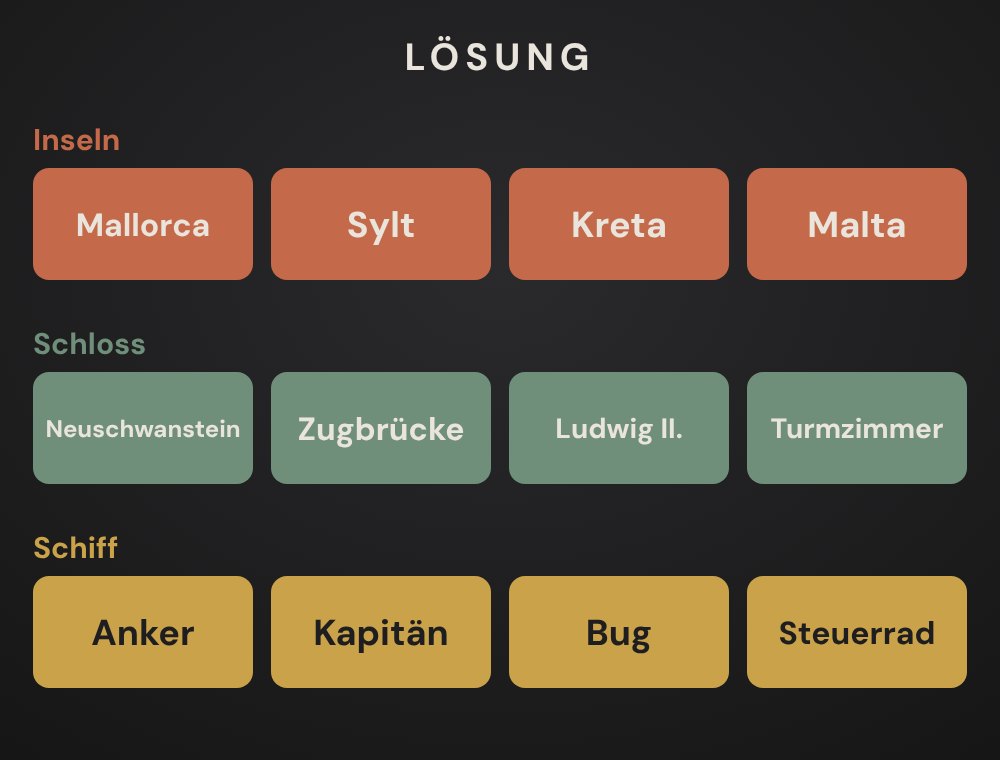 LÖSUNG
Inseln
Mallorca Sylt Kreta Malta
Schloss
Neuschwanstein Zugbrücke Ludwig II. Turmzimmer
Schiff
Anker Kapitän Bug Steuerrad